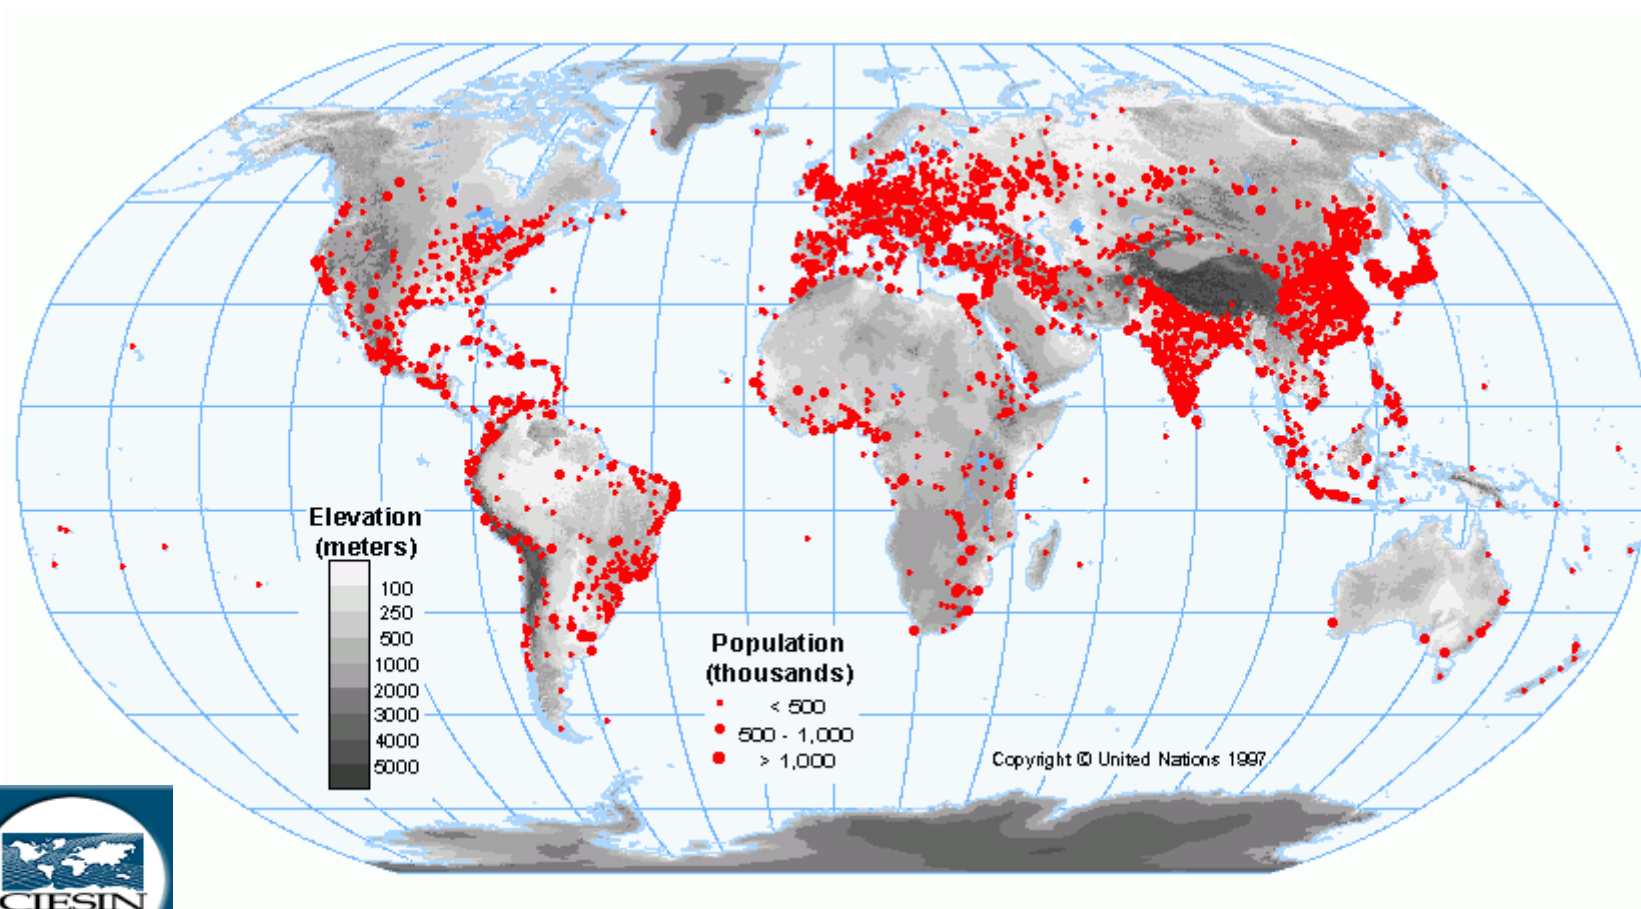 Elevation
(meters)
100
250
500
1000
2000
3000
4000
5000
Population
(thousands)
< 500
500 - 1,000
> 1,000
Copyright © United Nations 1997
CIESIN